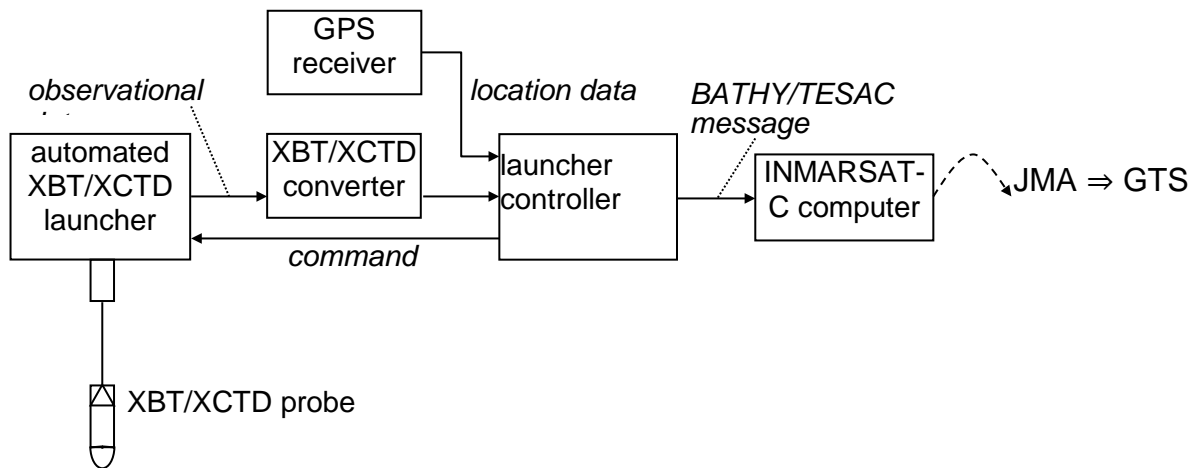 GPS
receiver
observational
location data
BATHY/TESAC
message
automated
XBT/XCTD
launcher
XBT/XCTD
converter
launcher
controller
INMARSAT-
C computer
JMA ⇒ GTS
command
XBT/XCTD probe